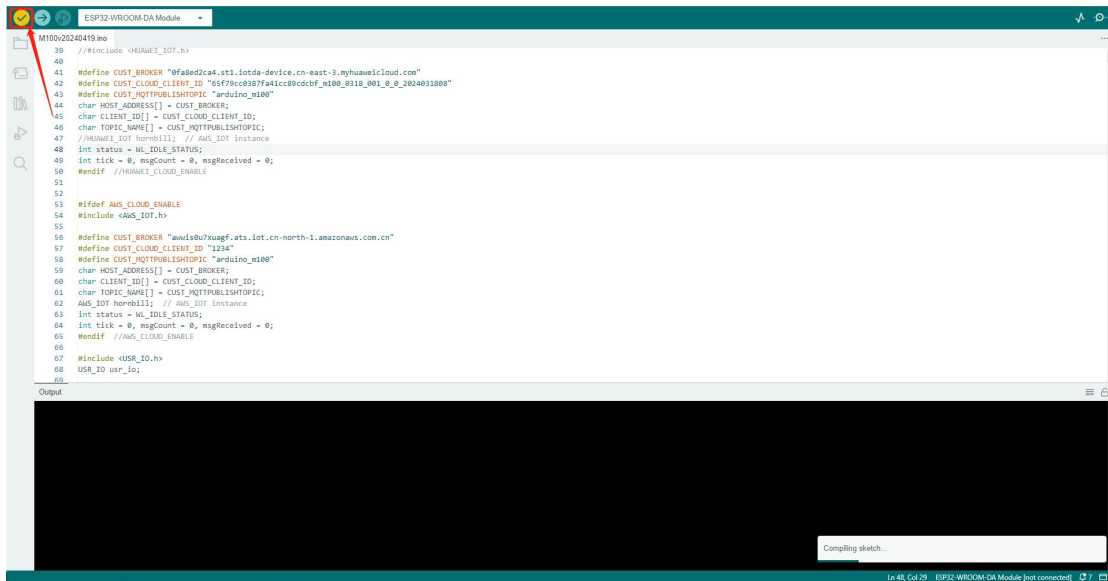 ESP32-WROOM-DA Module
M100v20240419.ino
39 //#include <HUAWEI_IOT.h>
40
41 #define CUST_BROKER "0fa8ed2ca4.st1.iotda-device.cn-east-3.myhuaweicloud.com"
42 #define CUST_CLOUD_CLIENT_ID "65f79cc0387fa41cc89cdcbf_m100_0318_001_0_0_2024031808"
43 #define CUST_MQTTPUBLISHTOPIC "arduino_m100"
44 char HOST_ADDRESS[] = CUST_BROKER;
45 char CLIENT_ID[] = CUST_CLOUD_CLIENT_ID;
46 char TOPIC_NAME[] = CUST_MQTTPUBLISHTOPIC;
47 //HUAWEI_IOT hornbill; // AWS_IOT instance
48 int status = WL_IDLE_STATUS;
49 int tick = 0, msgCount = 0, msgReceived = 0;
50 #endif //HUAWEI_CLOUD_ENABLE
51
52
53 #ifdef AWS_CLOUD_ENABLE
54 #include <AWS_IOT.h>
55
56 #define CUST_BROKER "awwis0u7xuagf.ats.iot.cn-north-1.amazonaws.com.cn"
57 #define CUST_CLOUD_CLIENT_ID "1234"
58 #define CUST_MQTTPUBLISHTOPIC "arduino_m100"
59 char HOST_ADDRESS[] = CUST_BROKER;
60 char CLIENT_ID[] = CUST_CLOUD_CLIENT_ID;
61 char TOPIC_NAME[] = CUST_MQTTPUBLISHTOPIC;
62 AWS_IOT hornbill; // AWS_IOT instance
63 int status = WL_IDLE_STATUS;
64 int tick = 0, msgCount = 0, msgReceived = 0;
65 #endif //AWS_CLOUD_ENABLE
66
67 #include <USR_IO.h>
68 USR_IO usr_io;
69
Output
Compiling sketch...
Ln 48, Col 29 ESP32-WROOM-DA Module [not connected] 7